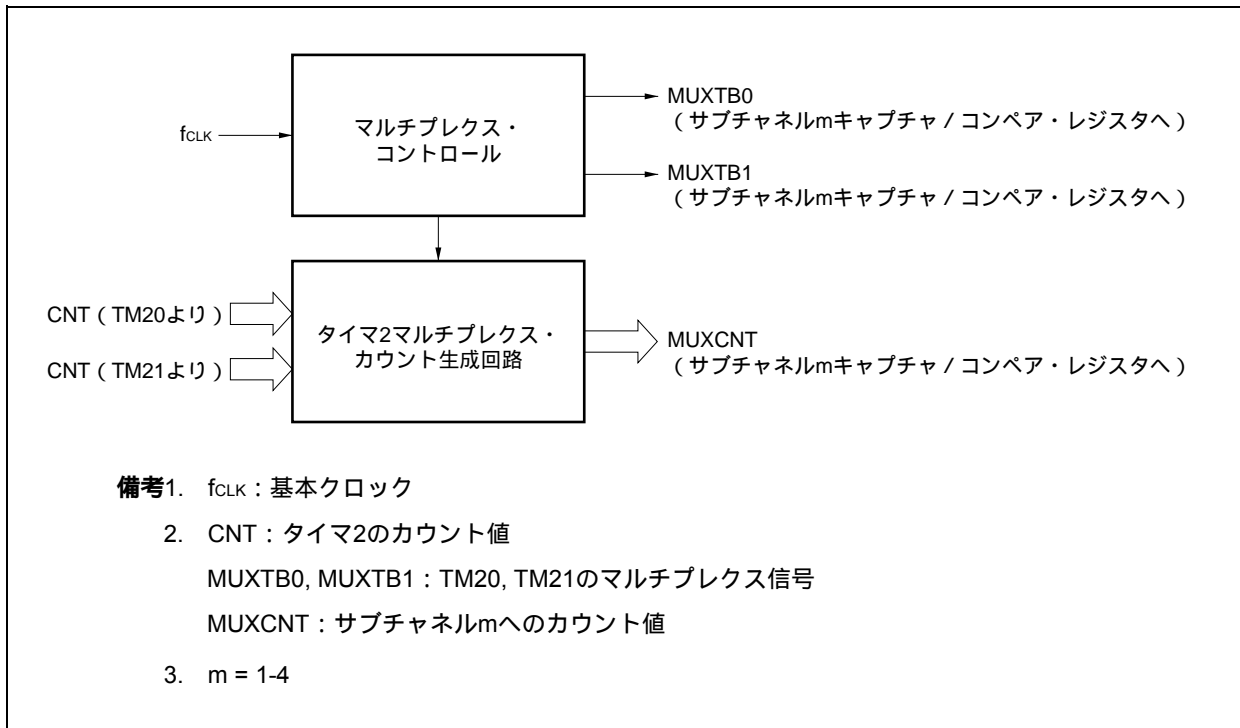 fCLK
マルチプレクス・
コントロール
MUXTB0
(サブチャネルmキャプチャ / コンペア・レジスタへ)
MUXTB1
(サブチャネルmキャプチャ / コンペア・レジスタへ)
CNT(TM20より)
CNT(TM21より)
タイマ2マルチプレクス・
カウント生成回路
MUXCNT
(サブチャネルmキャプチャ / コンペア・レジスタへ)
備考1. fCLK:基本クロック
2. CNT:タイマ2のカウント値
MUXTB0, MUXTB1:TM20, TM21のマルチプレクス信号
MUXCNT:サブチャネルmへのカウント値
3. m = 1-4